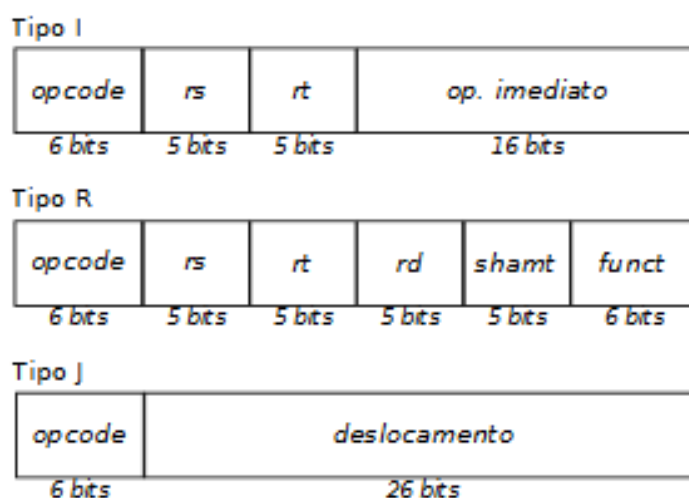 Tipo I
opcode rs rt op. imediato
6 bits 5 bits 5 bits 16 bits
Tipo R
opcode rs rt rd shamt funct
6 bits 5 bits 5 bits 5 bits 5 bits 6 bits
Tipo J
opcode deslocamento
6 bits 26 bits